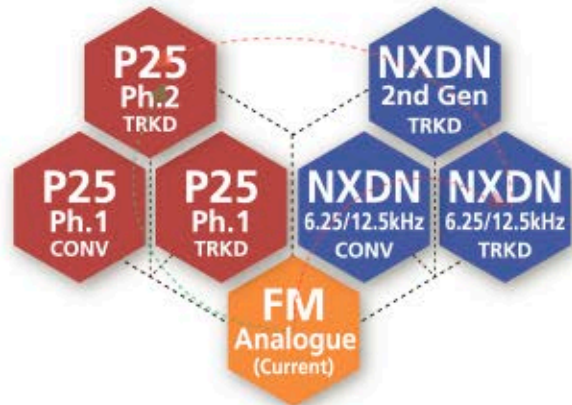 P25
Ph.2
TRKD
NXDN
2nd Gen
TRKD
P25
Ph.1
CONV
P25
Ph.1
TRKD
NXDN
6.25/12.5kHz
CONV
NXDN
6.25/12.5kHz
TRKD
FM
Analogue
(Current)